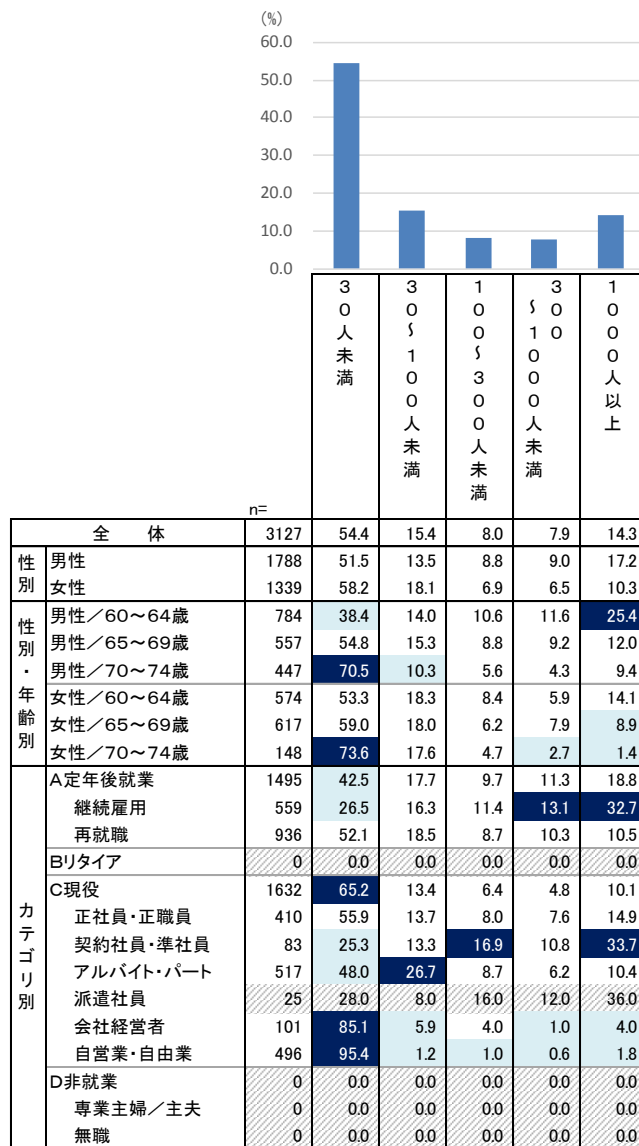 (%)
60.0
50.0
40.0
30.0
20.0
10.0
0.0
30人未満
30〜100人未満
100〜300人未満
300〜1000人未満
1000人以上
n=
全 体 3127 54.4 15.4 8.0 7.9 14.3
性別
男性 1788 51.5 13.5 8.8 9.0 17.2
女性 1339 58.2 18.1 6.9 6.5 10.3
性別・年齢別
男性／60〜64歳 784 38.4 14.0 10.6 11.6 25.4
男性／65〜69歳 557 54.8 15.3 8.8 9.2 12.0
男性／70〜74歳 447 70.5 10.3 5.6 4.3 9.4
女性／60〜64歳 574 53.3 18.3 8.4 5.9 14.1
女性／65〜69歳 617 59.0 18.0 6.2 7.9 8.9
女性／70〜74歳 148 73.6 17.6 4.7 2.7 1.4
カテゴリ別
A定年後就業 1495 42.5 17.7 9.7 11.3 18.8
継続雇用 559 26.5 16.3 11.4 13.1 32.7
再就職 936 52.1 18.5 8.7 10.3 10.5
Bリタイア 0 0.0 0.0 0.0 0.0 0.0
C現役 1632 65.2 13.4 6.4 4.8 10.1
正社員・正職員 410 55.9 13.7 8.0 7.6 14.9
契約社員・準社員 83 25.3 13.3 16.9 10.8 33.7
アルバイト・パート 517 48.0 26.7 8.7 6.2 10.4
派遣社員 25 28.0 8.0 16.0 12.0 36.0
会社経営者 101 85.1 5.9 4.0 1.0 4.0
自営業・自由業 496 95.4 1.2 1.0 0.6 1.8
D非就業 0 0.0 0.0 0.0 0.0 0.0
専業主婦／主夫 0 0.0 0.0 0.0 0.0 0.0
無職 0 0.0 0.0 0.0 0.0 0.0